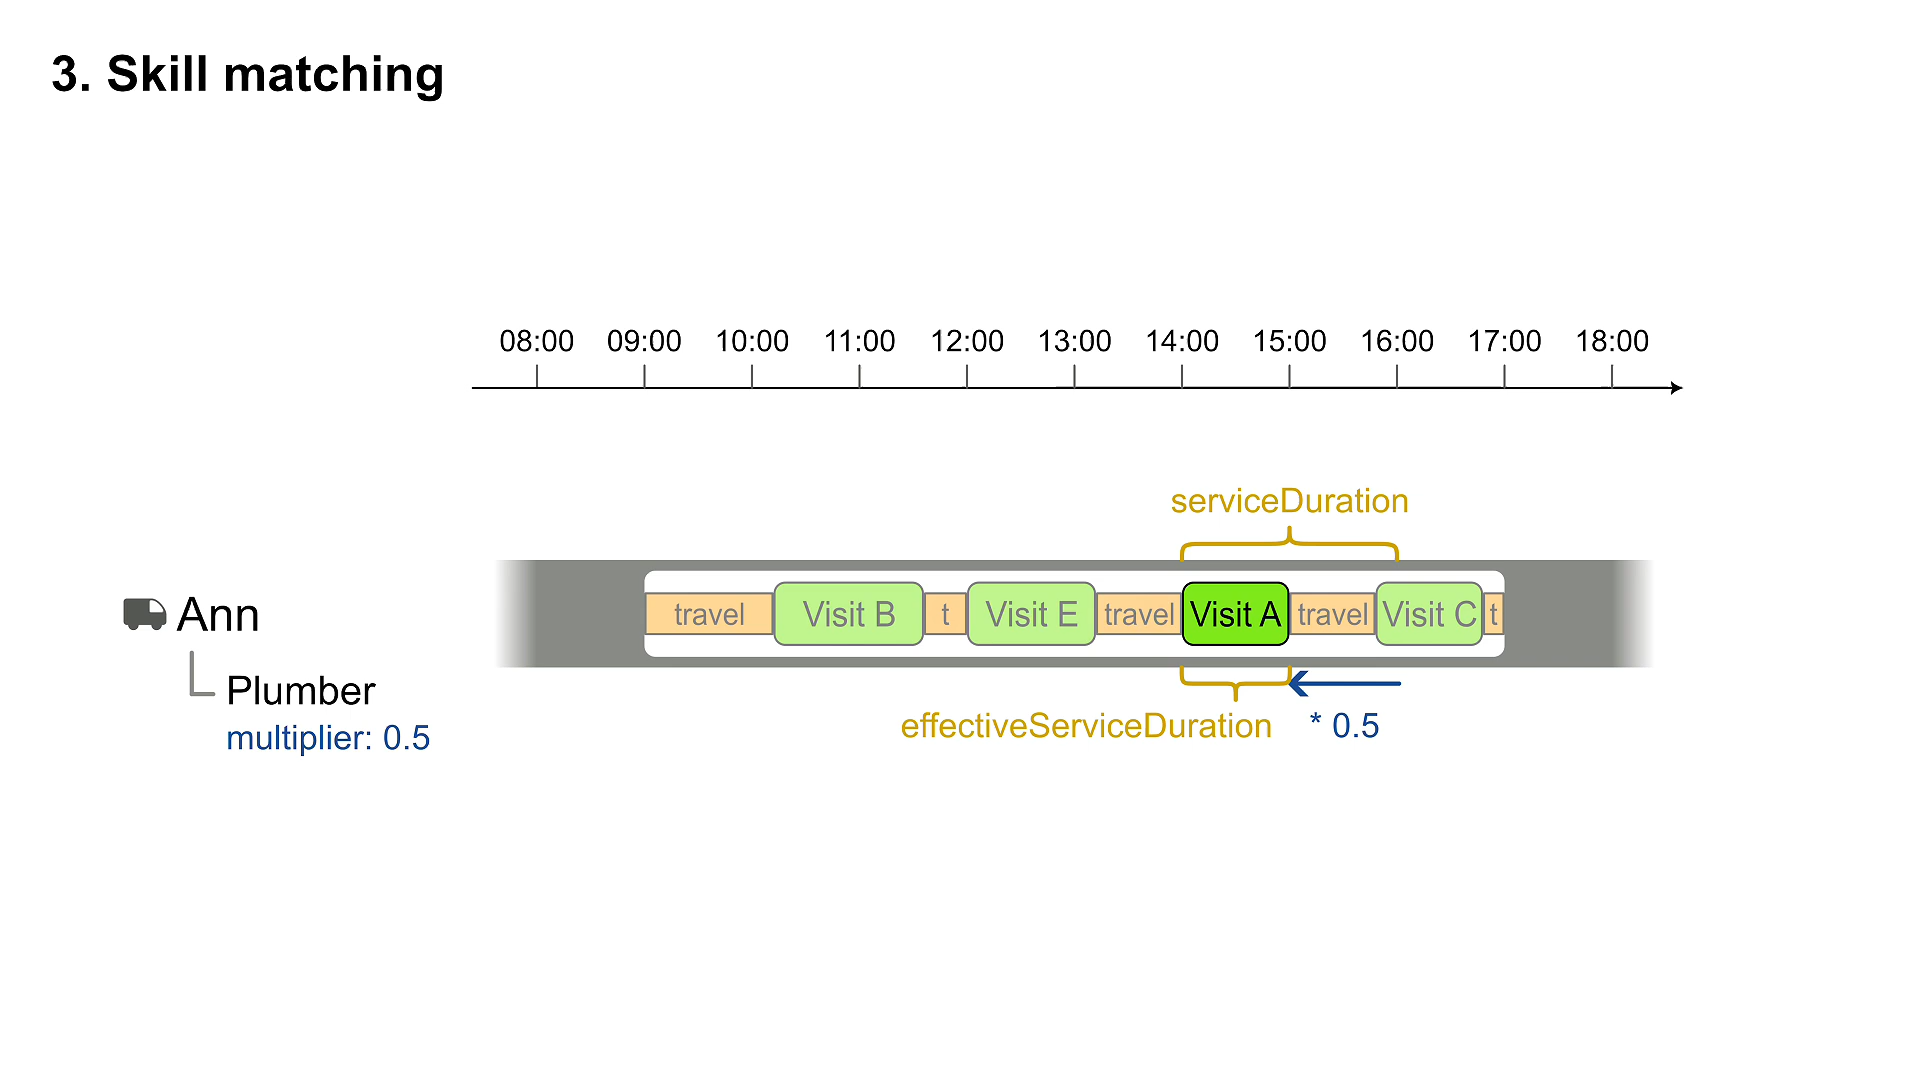 3. Skill matching
08:00 09:00 10:00 11:00 12:00 13:00 14:00 15:00 16:00 17:00 18:00
serviceDuration
Ann
travel Visit B t Visit E travel Visit A travel Visit C t
Plumber
multiplier: 0.5
effectiveServiceDuration * 0.5